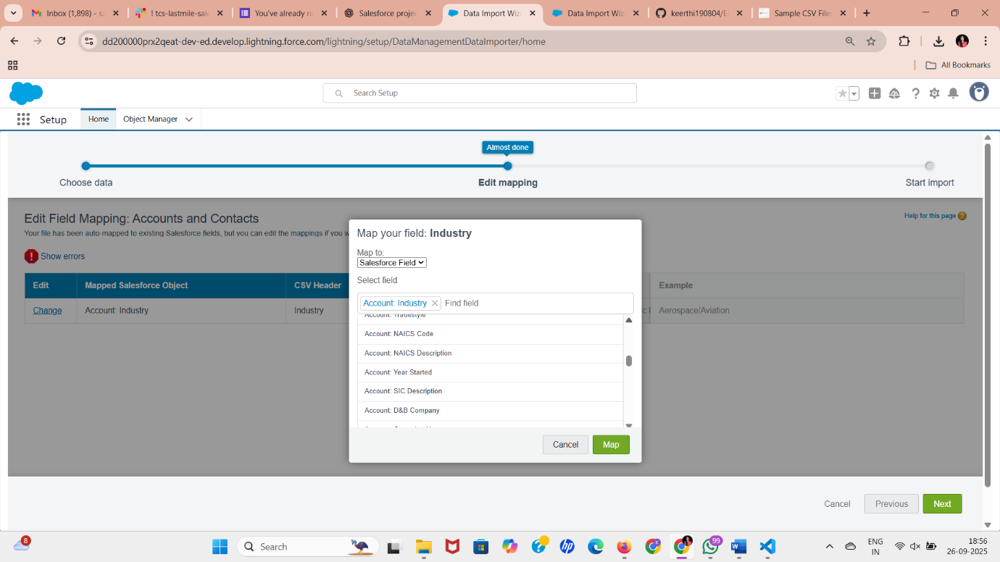 Inbox (1,898) - sa
! tcs-lastmile-sale
You've already re
Salesforce projec
Data Import Wiz
Data Import Wiz
keerthi190804/E
Sample CSV Files
dd200000prx2qeat-dev-ed.develop.lightning.force.com/lightning/setup/DataManagementDataImporter/home
All Bookmarks
Search Setup
Setup
Home
Object Manager
Almost done
Choose data
Edit mapping
Start import
Edit Field Mapping: Accounts and Contacts
Help for this page ?
Your file has been auto-mapped to existing Salesforce fields, but you can edit the mappings if you w
Show errors
Edit
Mapped Salesforce Object
CSV Header
Example
Change
Account: Industry
Industry
Aerospace/Aviation
Map your field: Industry
Map to:
Salesforce Field
Select field
Account: Industry
Find field
Account: Tradestyle
Account: NAICS Code
Account: NAICS Description
Account: Year Started
Account: SIC Description
Account: D&B Company
Cancel
Map
Cancel
Previous
Next
8
Search
99
ENG
IN
18:56
26-09-2025